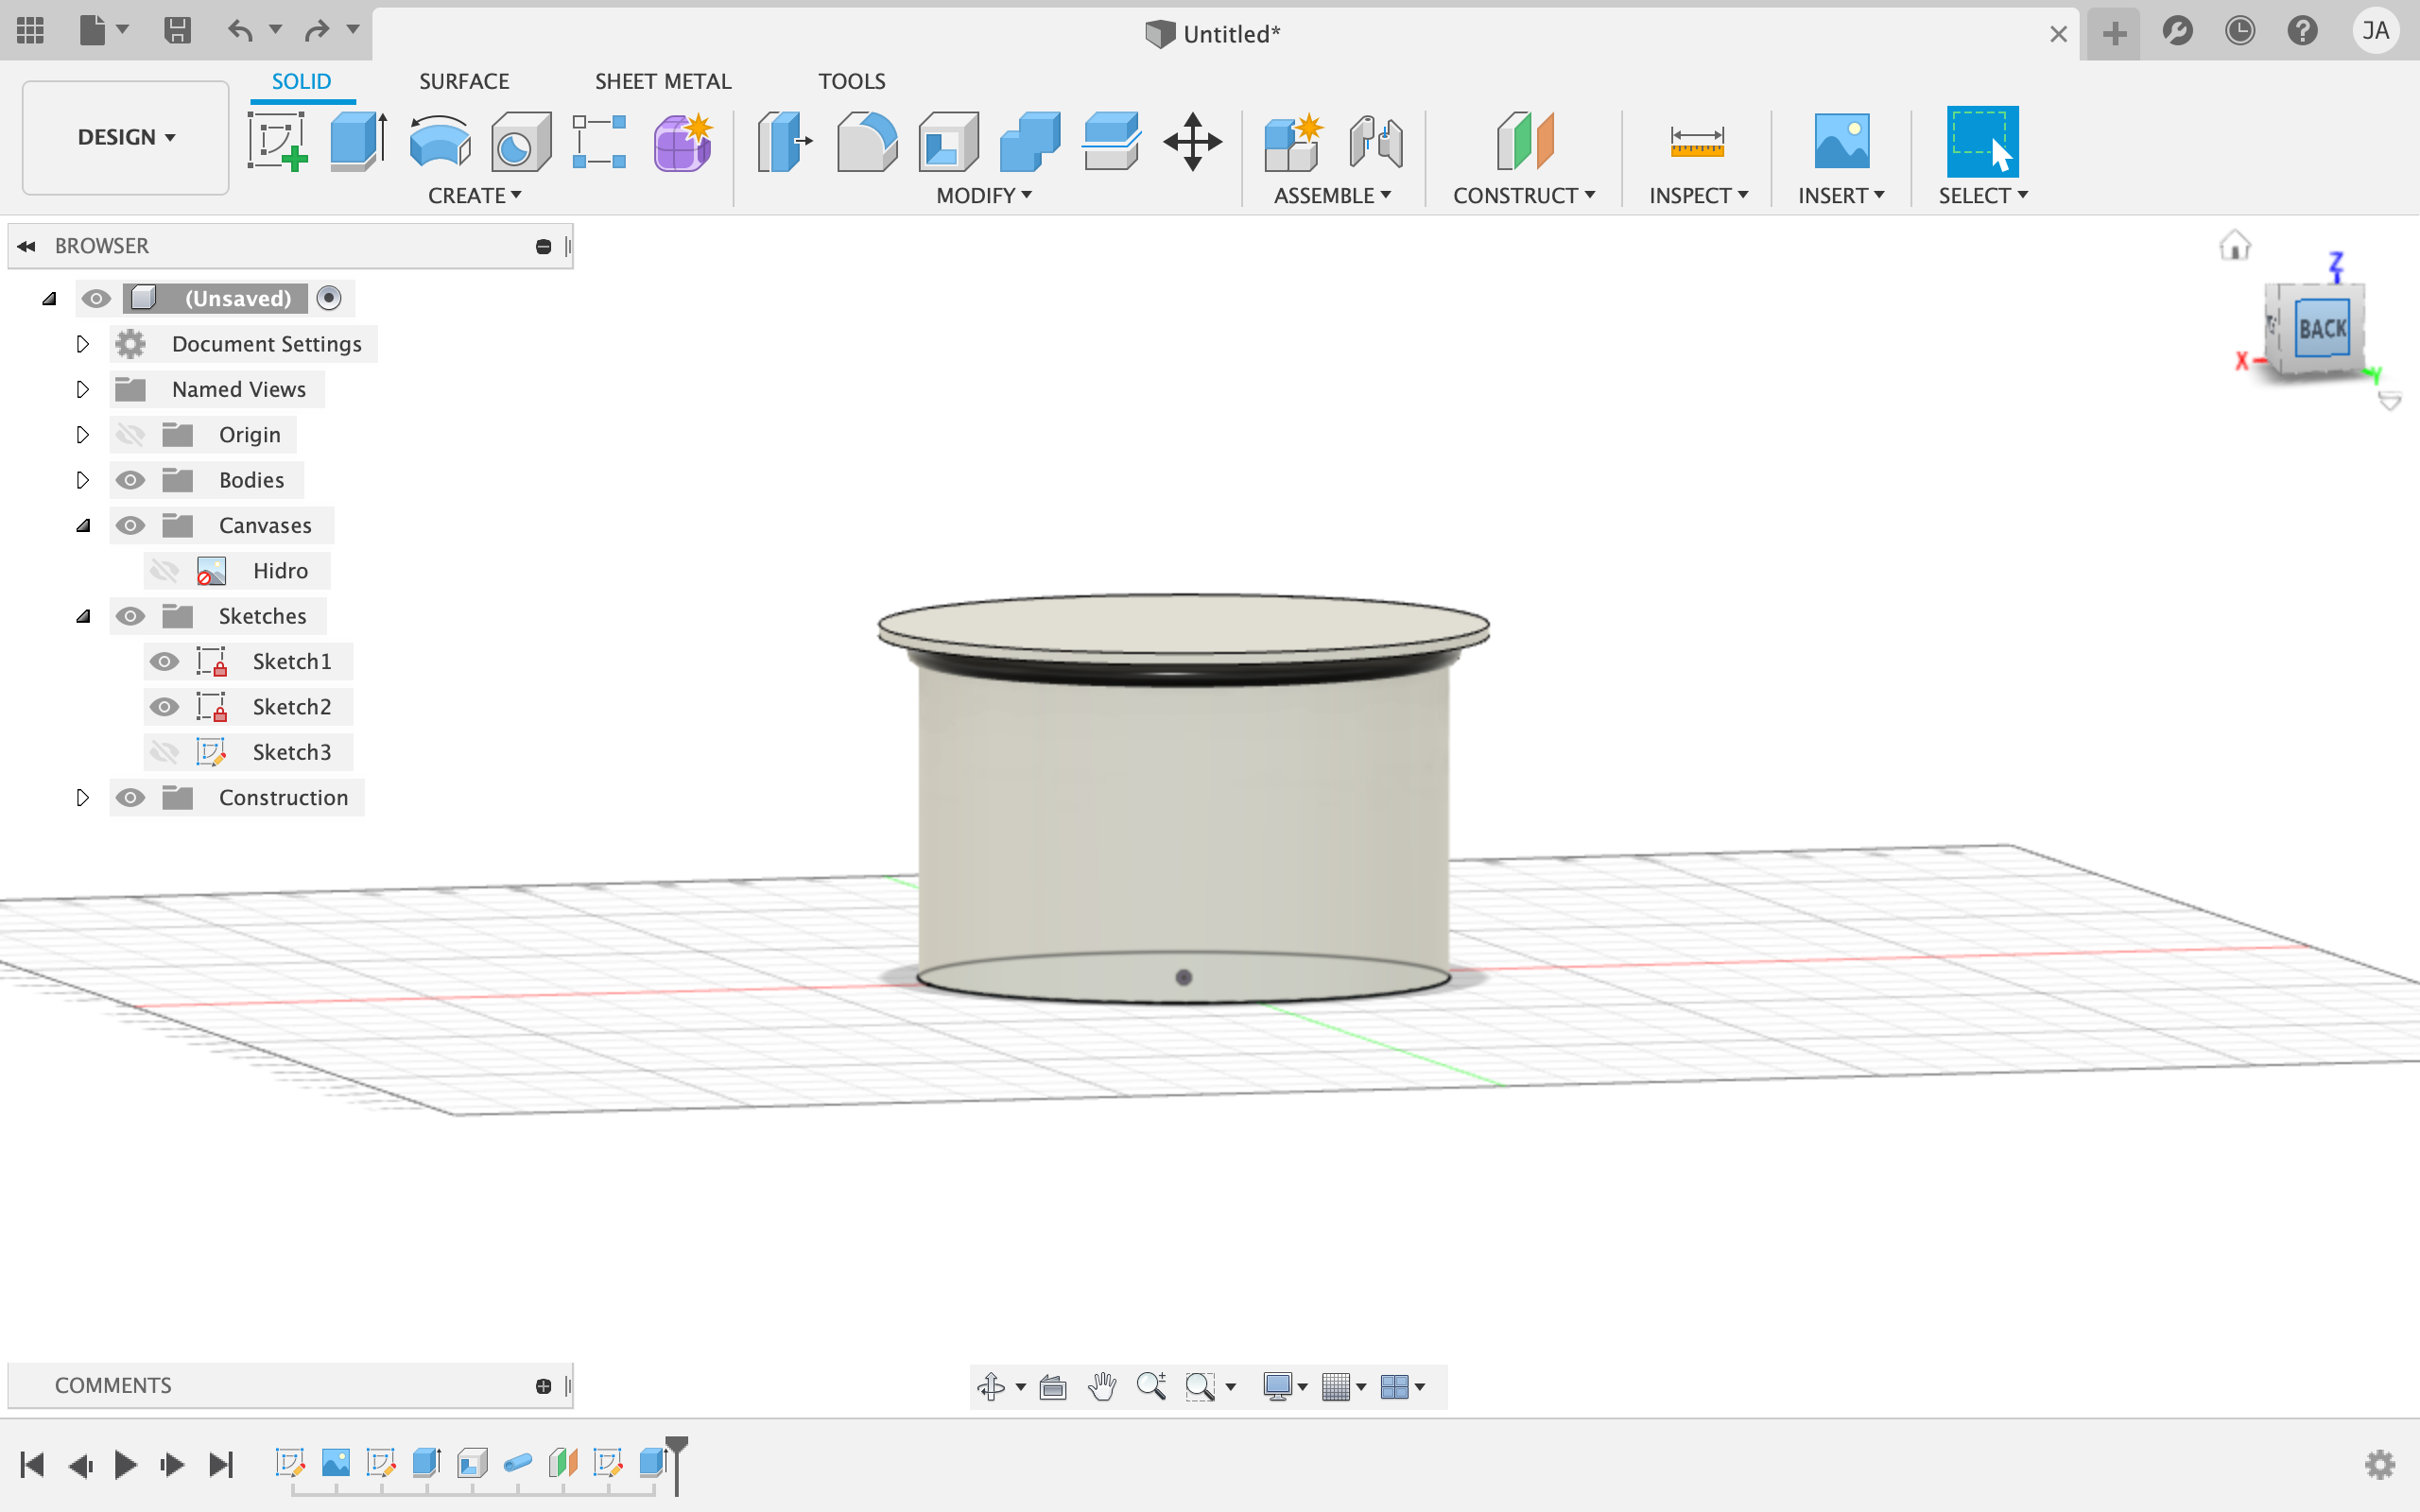 Untitled*
JA
SOLID SURFACE SHEET METAL TOOLS
DESIGN
CREATE MODIFY ASSEMBLE CONSTRUCT INSPECT INSERT SELECT
BROWSER
(Unsaved)
Document Settings
Named Views
Origin
Bodies
Canvases
Hidro
Sketches
Sketch1
Sketch2
Sketch3
Construction
Z
BACK
X
Y
COMMENTS